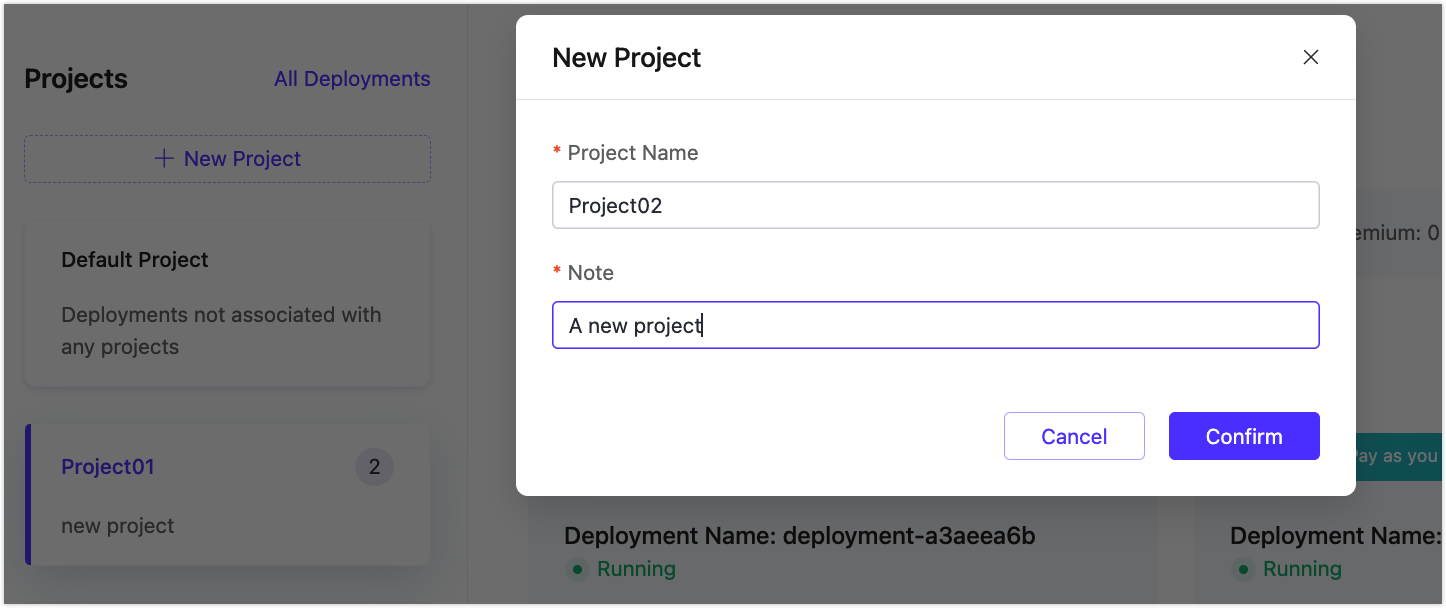 Projects
All Deployments
+ New Project
Default Project
Deployments not associated with
any projects
Project01
2
new project
New Project
* Project Name
Project02
* Note
A new project
Cancel
Confirm
emium: 0
ay as you
Deployment Name: deployment-a3aeea6b
Running
Deployment Name:
Running